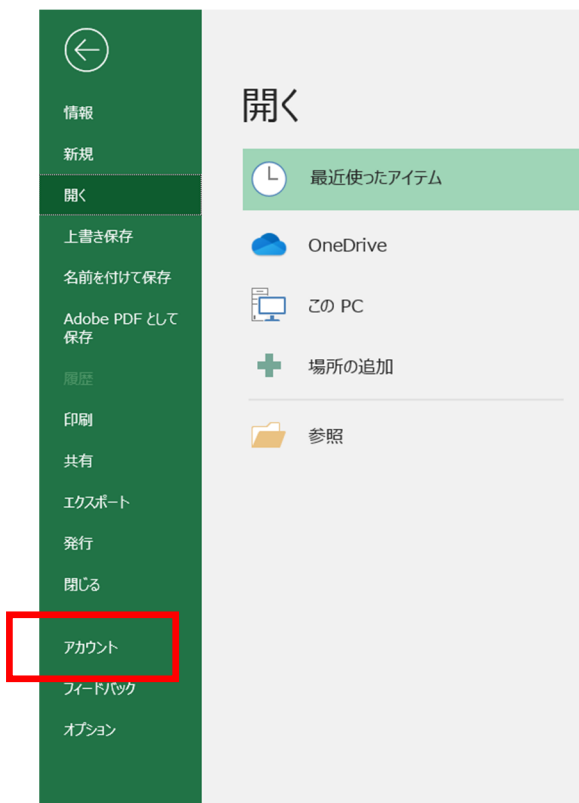 情報
新規
開く
上書き保存
名前を付けて保存
Adobe PDF として
保存
履歴
印刷
共有
エクスポート
発行
閉じる
アカウント
フィードバック
オプション
開く
最近使ったアイテム
OneDrive
この PC
場所の追加
参照